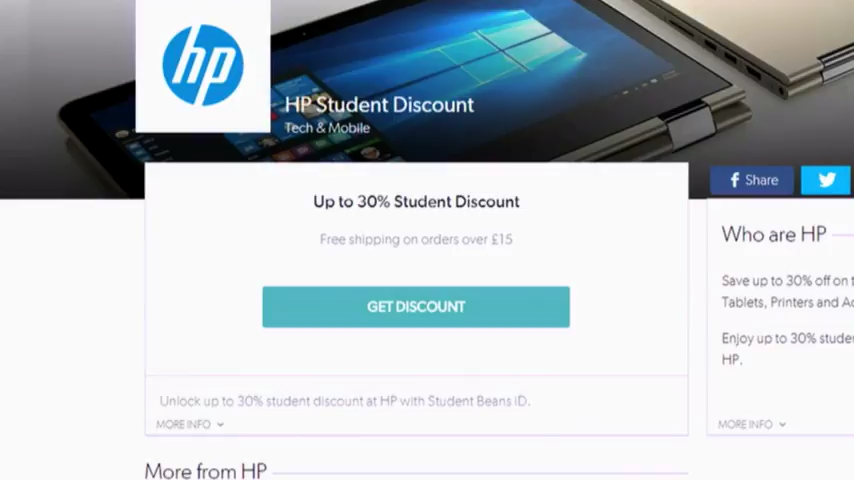 hp
HP Student Discount
Tech & Mobile
Up to 30% Student Discount
Free shipping on orders over £15
GET DISCOUNT
Unlock up to 30% student discount at HP with Student Beans iD.
MORE INFO
More from HP
Share
Who are HP
Save up to 30% off on
Tablets, Printers and
Enjoy up to 30%
HP.
MORE INFO